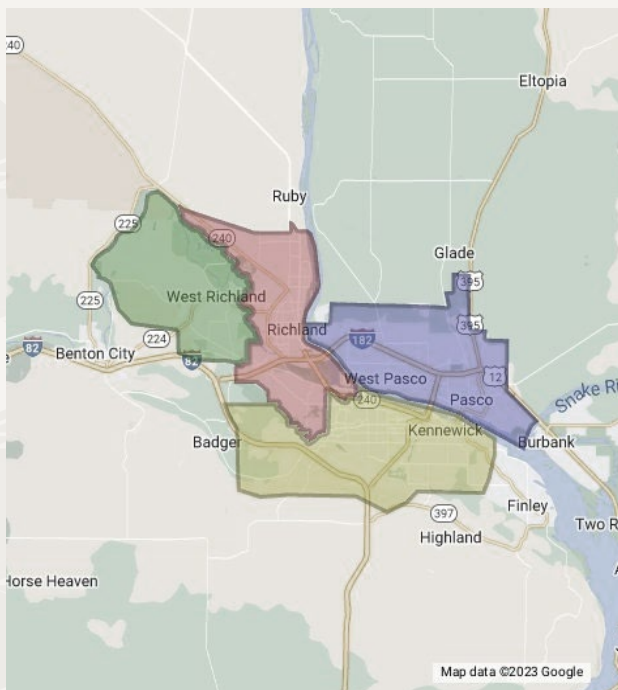 240
Eltopia
Ruby
225
240
Glade
395
West Richland
225
Richland
395
224
182
82
Benton City
82
West Pasco
12
240
Pasco
Snake Ri
Kennewick
Badger
Burbank
Finley
397
Two R
Highland
Horse Heaven
Map data ©2023 Google